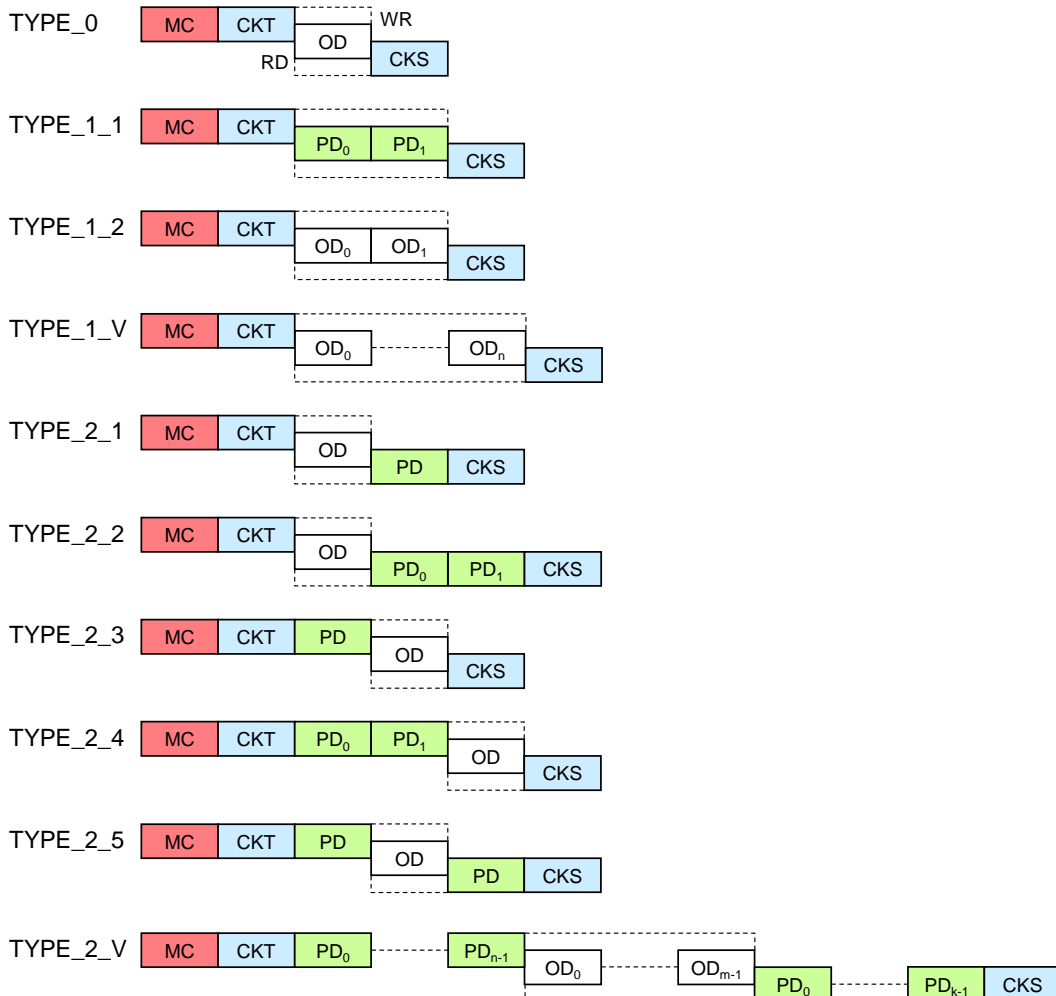 TYPE_0 MC CKT OD WR
RD CKS
TYPE_1_1 MC CKT PD0 PD1 CKS
TYPE_1_2 MC CKT OD0 OD1 CKS
TYPE_1_V MC CKT OD0 ODn CKS
TYPE_2_1 MC CKT OD PD CKS
TYPE_2_2 MC CKT OD PD0 PD1 CKS
TYPE_2_3 MC CKT PD OD CKS
TYPE_2_4 MC CKT PD0 PD1 OD CKS
TYPE_2_5 MC CKT PD OD PD CKS
TYPE_2_V MC CKT PD0 PDn-1 OD0 ODm-1 PD0 PDk-1 CKS